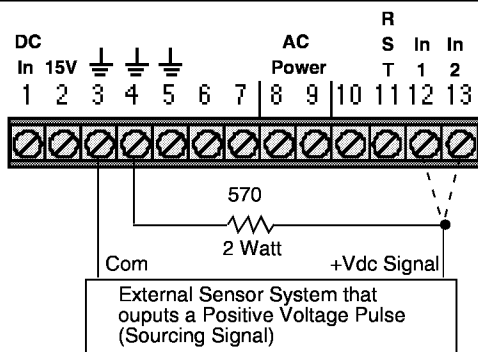 R
DC AC S In In
In 15V Power T 1 2
1 2 3 4 5 6 7 8 9 10 11 12 13
570
2 Watt
Com +Vdc Signal
External Sensor System that
ouputs a Positive Voltage Pulse
(Sourcing Signal)